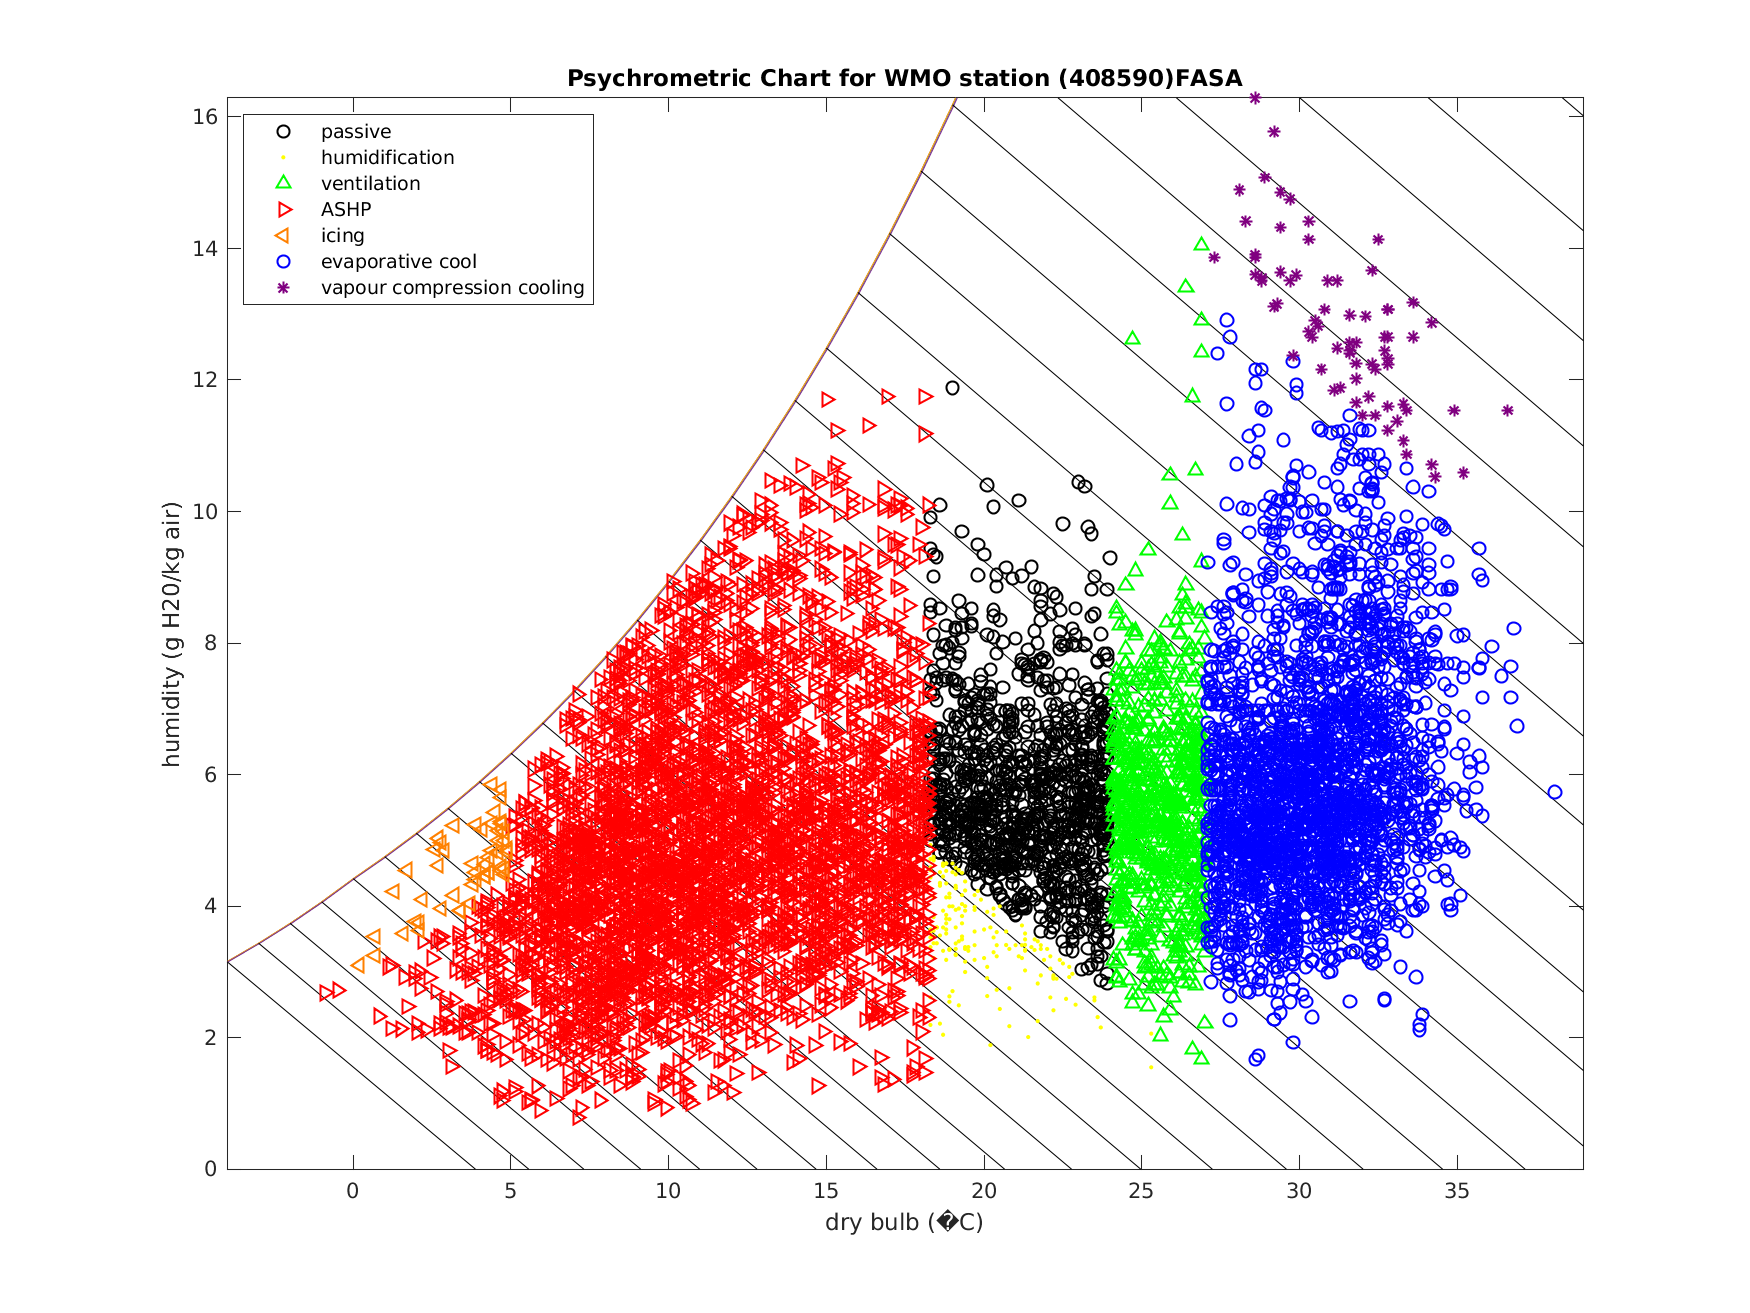 Psychrometric Chart for WMO station (408590)FASA
passive
humidification
ventilation
ASHP
icing
evaporative cool
vapour compression cooling
humidity (g H20/kg air)
16
14
12
10
8
6
4
2
0
0 5 10 15 20 25 30 35
dry bulb (�C)